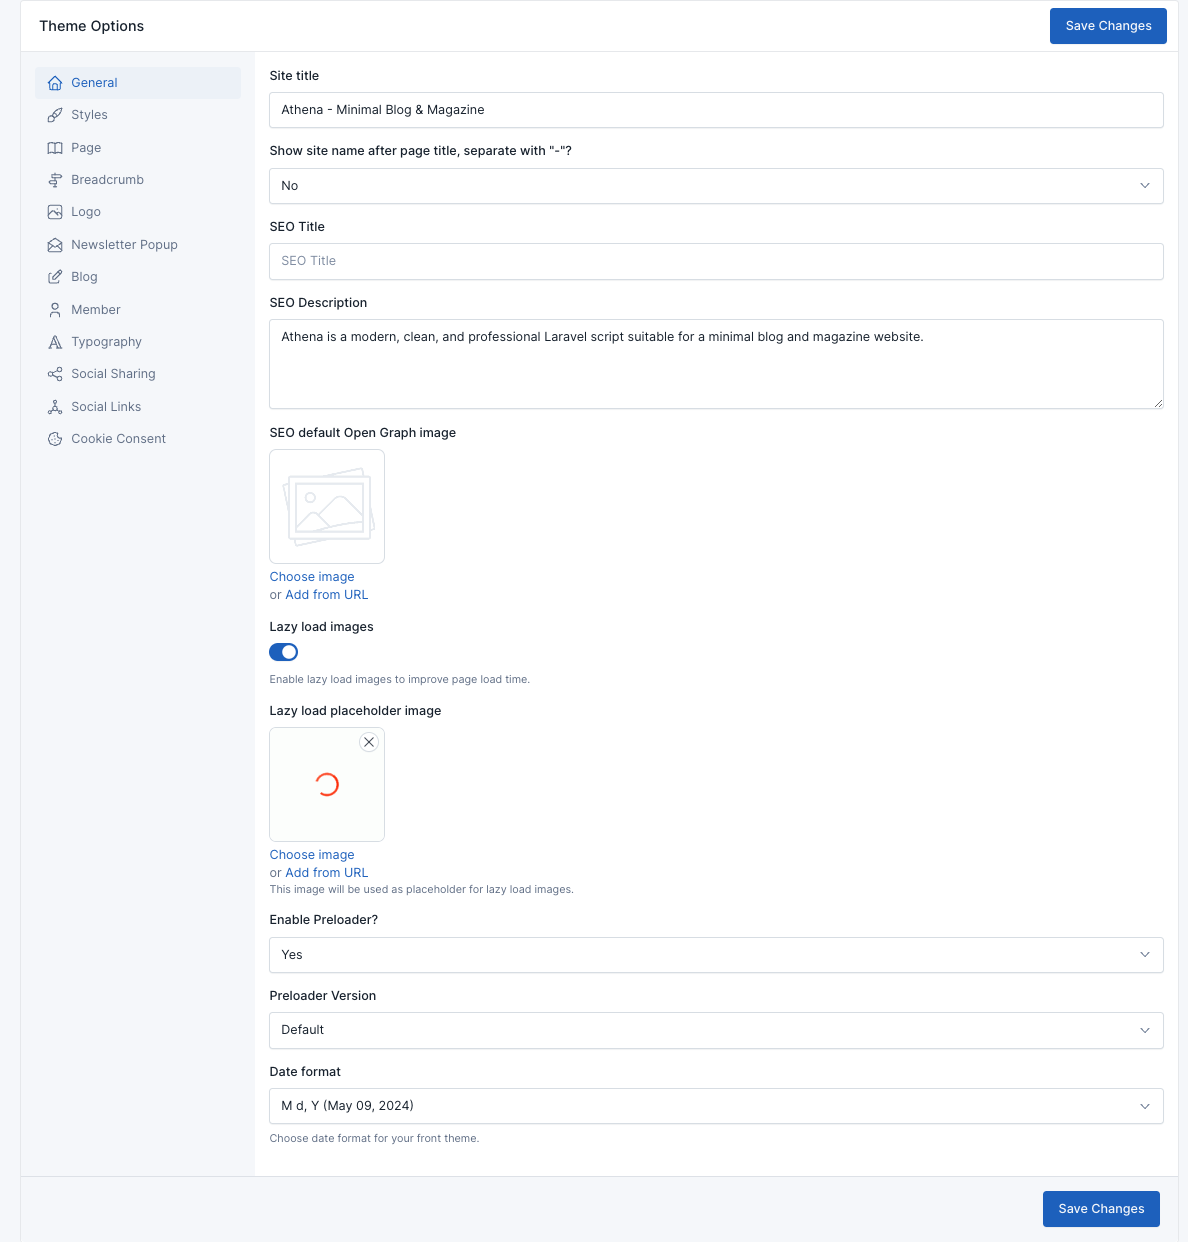 Theme Options
Save Changes
General
Styles
Page
Breadcrumb
Logo
Newsletter Popup
Blog
Member
Typography
Social Sharing
Social Links
Cookie Consent
Site title
Athena - Minimal Blog & Magazine
Show site name after page title, separate with "-"?
No
SEO Title
SEO Title
SEO Description
Athena is a modern, clean, and professional Laravel script suitable for a minimal blog and magazine website.
SEO default Open Graph image
Choose image
or Add from URL
Lazy load images
Enable lazy load images to improve page load time.
Lazy load placeholder image
Choose image
or Add from URL
This image will be used as placeholder for lazy load images.
Enable Preloader?
Yes
Preloader Version
Default
Date format
M d, Y (May 09, 2024)
Choose date format for your front theme.
Save Changes